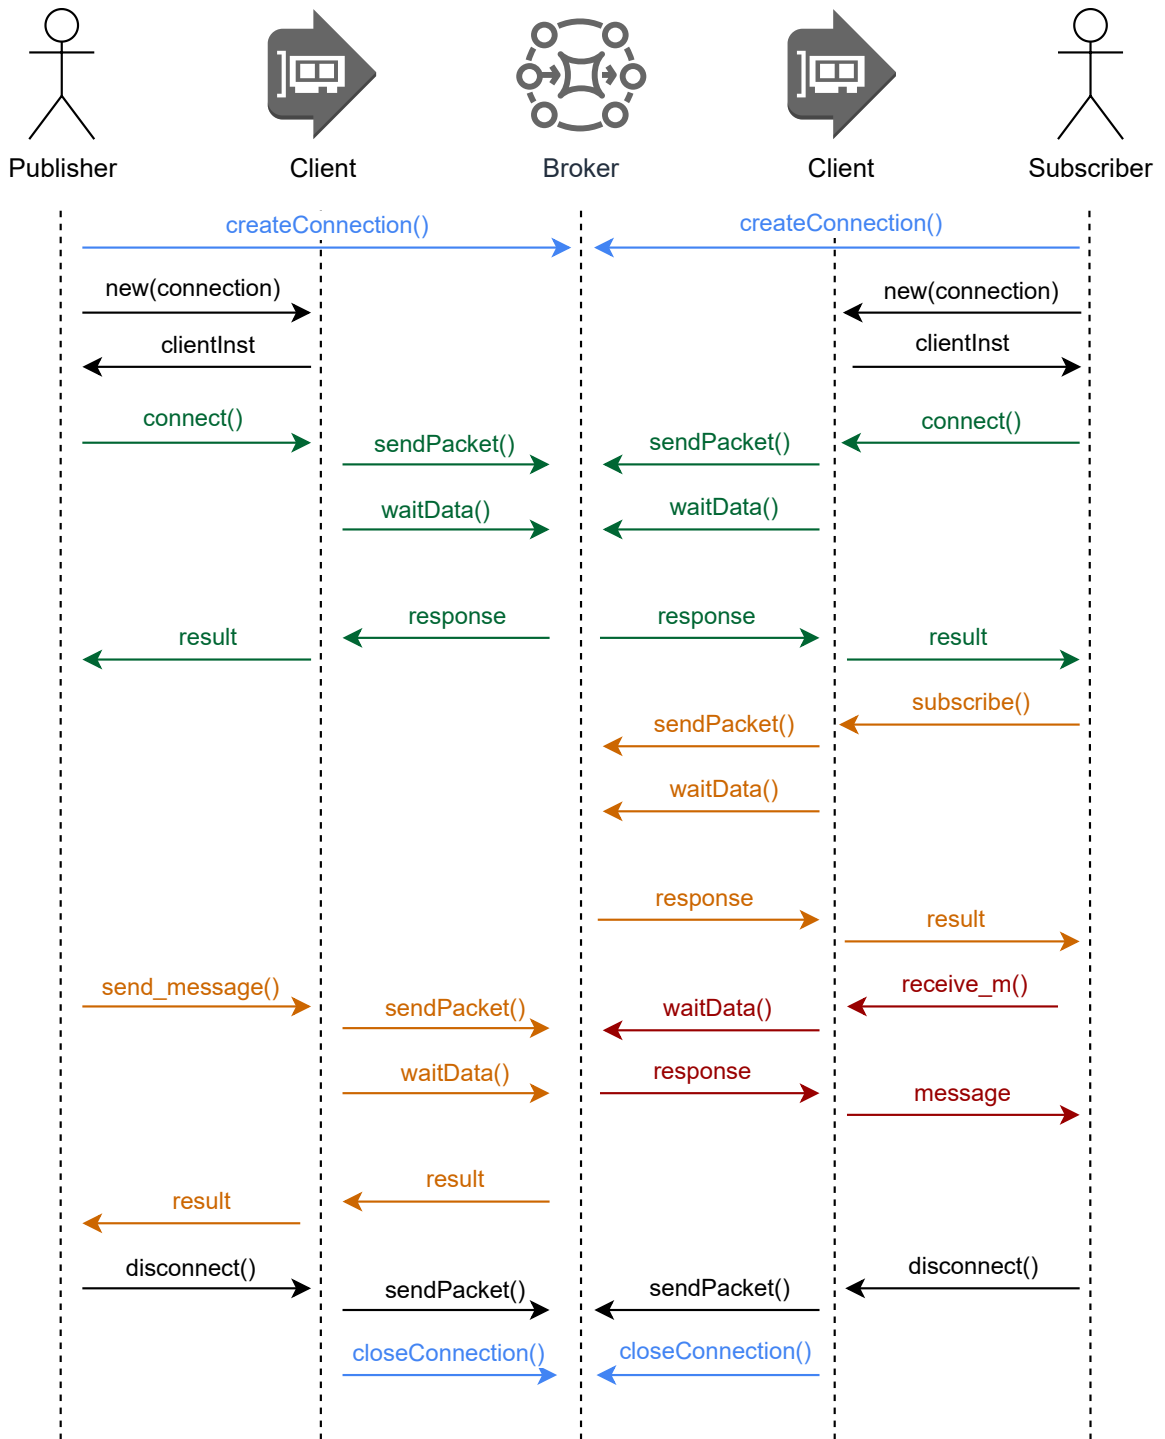 Publisher
Client
Broker
Client
Subscriber
createConnection()
createConnection()
new(connection)
new(connection)
clientInst
clientInst
connect()
connect()
sendPacket()
sendPacket()
waitData()
waitData()
response
response
result
result
subscribe()
sendPacket()
waitData()
response
result
send_message()
receive_m()
sendPacket()
waitData()
waitData()
response
message
result
result
disconnect()
disconnect()
sendPacket()
sendPacket()
closeConnection()
closeConnection()